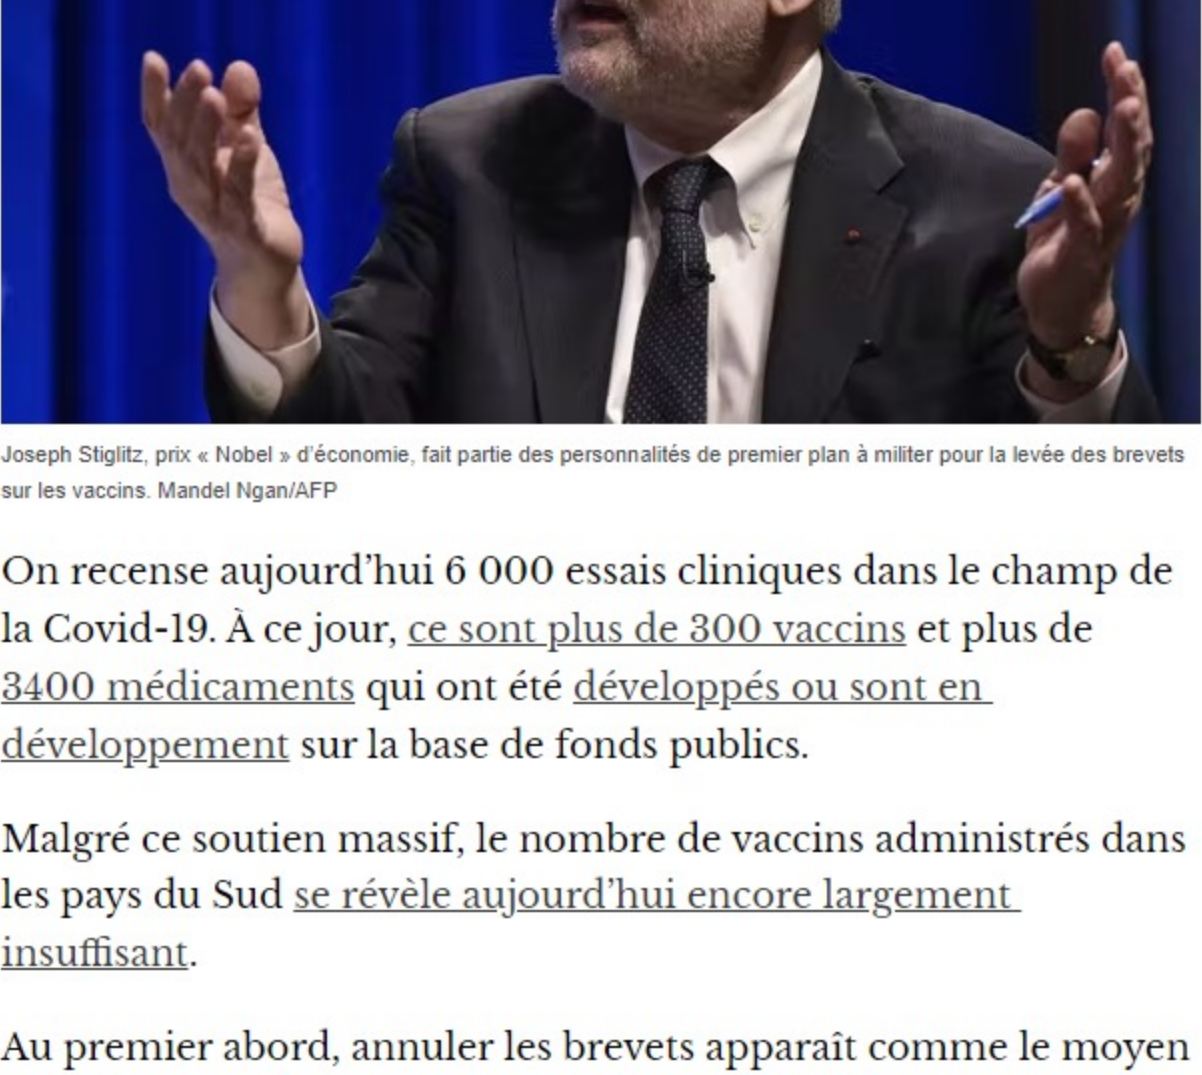 Joseph Stiglitz, prix « Nobel » d’économie, fait partie des personnalités de premier plan à militer pour la levée des brevets
sur les vaccins. Mandel Ngan/AFP
On recense aujourd’hui 6 000 essais cliniques dans le champ de
la Covid-19. À ce jour, ce sont plus de 300 vaccins et plus de
3400 médicaments qui ont été développés ou sont en
développement sur la base de fonds publics.
Malgré ce soutien massif, le nombre de vaccins administrés dans
les pays du Sud se révèle aujourd’hui encore largement
insuffisant.
Au premier abord, annuler les brevets apparaît comme le moyen